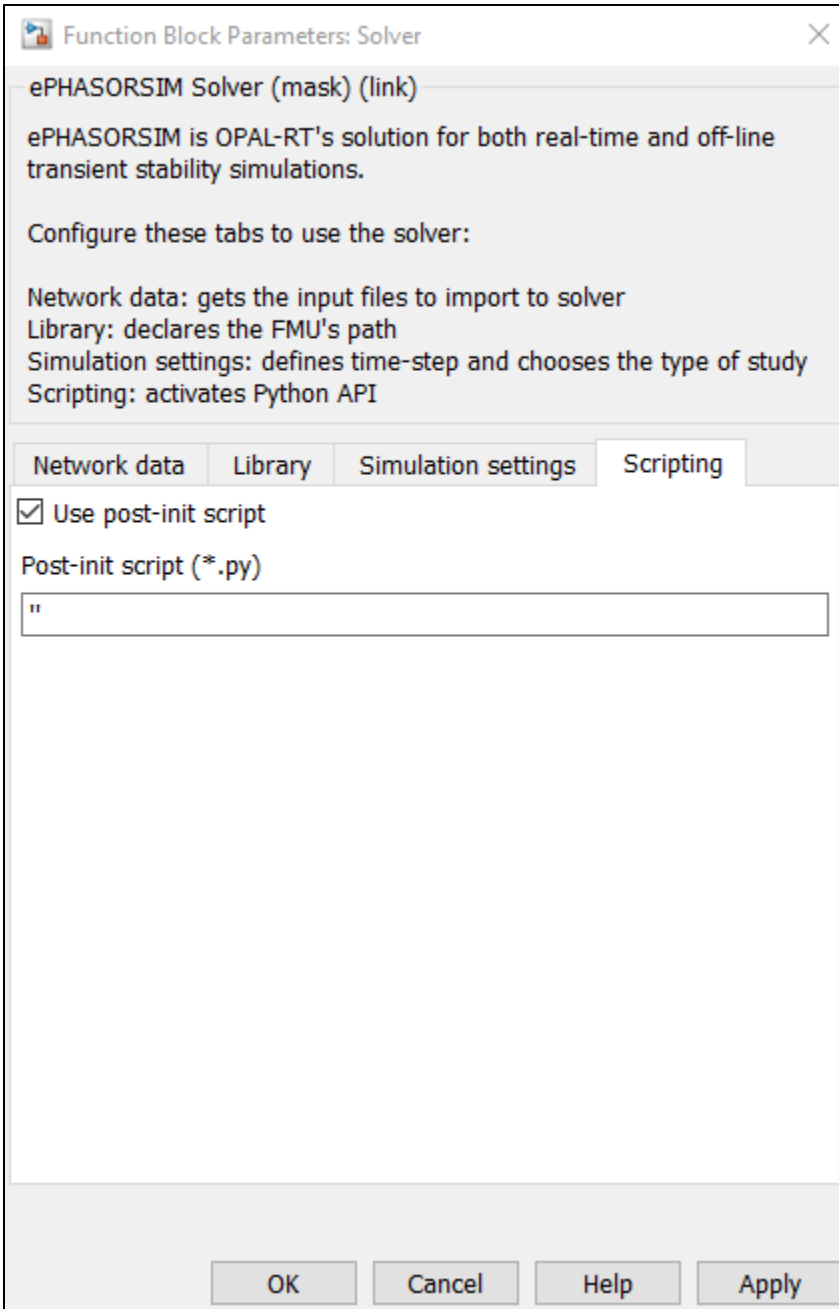 Function Block Parameters: Solver
ePHASORSIM Solver (mask) (link)
ePHASORSIM is OPAL-RT's solution for both real-time and off-line
transient stability simulations.
Configure these tabs to use the solver:
Network data: gets the input files to import to solver
Library: declares the FMU's path
Simulation settings: defines time-step and chooses the type of study
Scripting: activates Python API
Network data Library Simulation settings Scripting
Use post-init script
Post-init script (*.py)
''
OK Cancel Help Apply